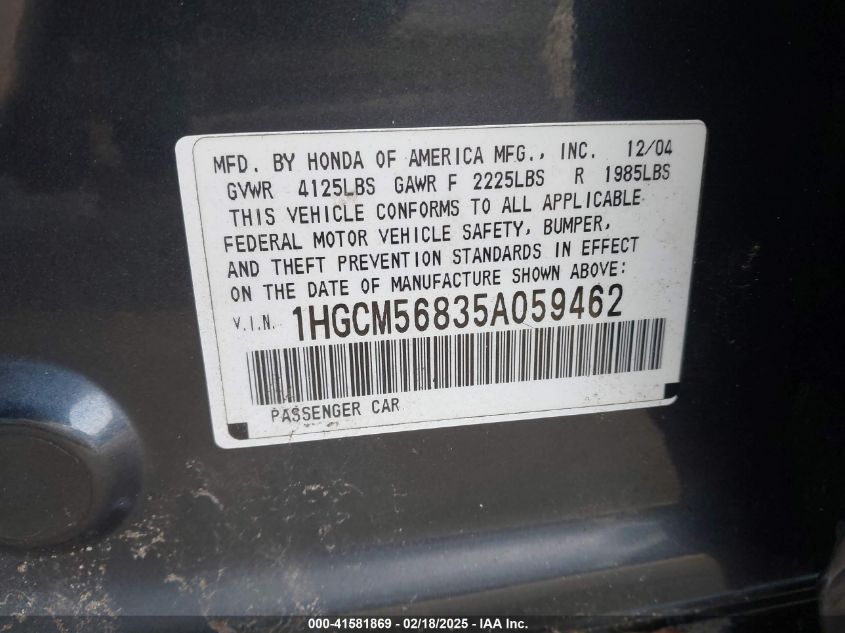 MFD. BY HONDA OF AMERICA MFG., INC. 12/04
GVWR 4125LBS GAWR F 2225LBS R 1985LBS
THIS VEHICLE CONFORMS TO ALL APPLICABLE
FEDERAL MOTOR VEHICLE SAFETY, BUMPER,
AND THEFT PREVENTION STANDARDS IN EFFECT
ON THE DATE OF MANUFACTURE SHOWN ABOVE:
V.I.N. 1HGCM56835A059462
PASSENGER CAR
000-41581869 - 02/18/2025 - IAA Inc.